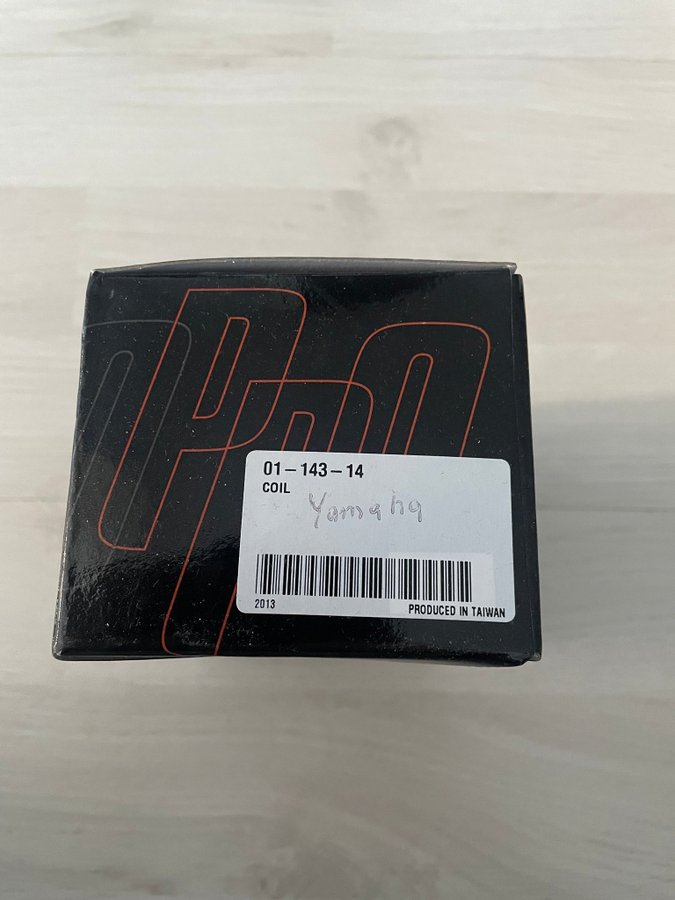 01-143-14
COIL
Yamaha
2013
PRODUCED IN TAIWAN